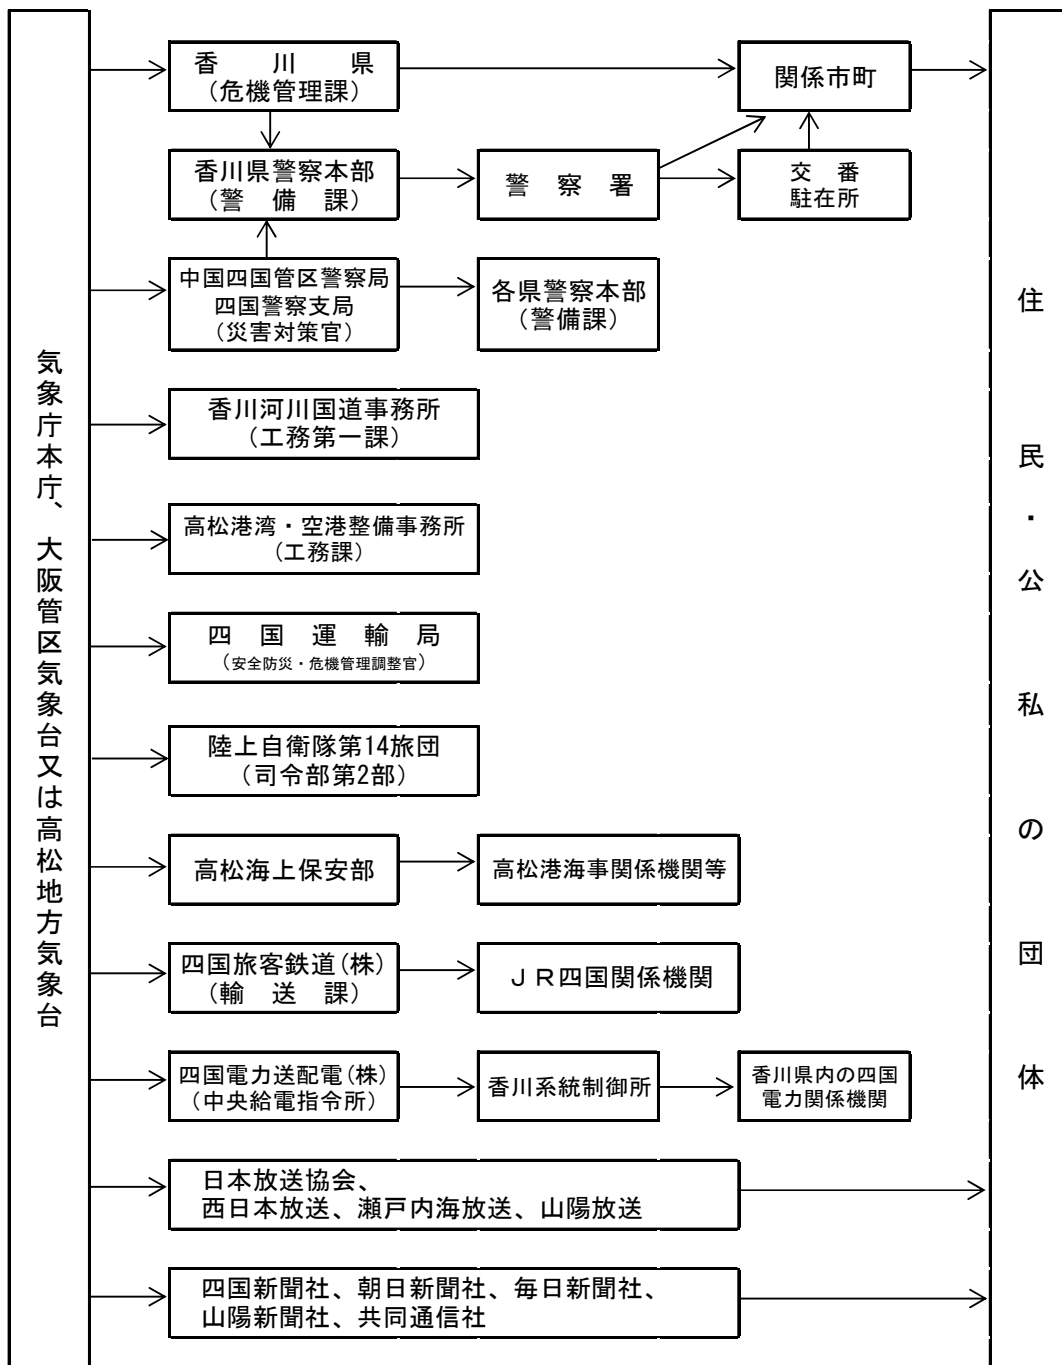 気象庁本庁、大阪管区気象台又は高松地方気象台
香川県
(危機管理課)
関係市町
香川県警察本部
(警備課)
警察署
交番
駐在所
中国四国管区警察局
四国警察支局
(災害対策官)
各県警察本部
(警備課)
香川河川国道事務所
(工務第一課)
高松港湾・空港整備事務所
(工務課)
四国運輸局
(安全防災・危機管理調整官)
陸上自衛隊第14旅団
(司令部第2部)
高松海上保安部
高松港海事関係機関等
四国旅客鉄道(株)
(輸送課)
JR四国関係機関
四国電力送配電(株)
(中央給電指令所)
香川系統制御所
香川県内の四国
電力関係機関
日本放送協会、
西日本放送、瀬戸内海放送、山陽放送
四国新聞社、朝日新聞社、毎日新聞社、
山陽新聞社、共同通信社
住民・公私の団体